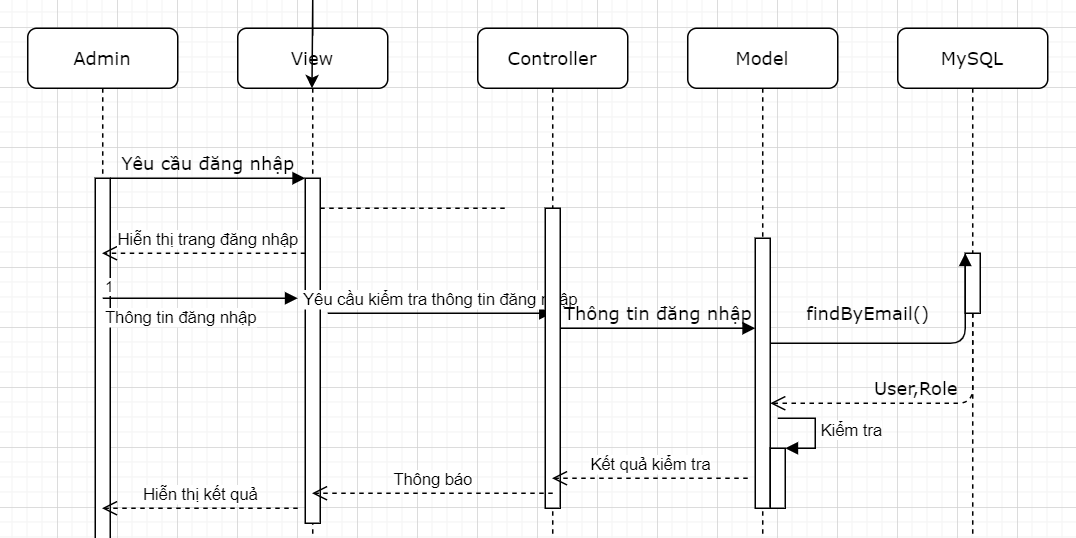 Admin
View
Controller
Model
MySQL
Yêu cầu đăng nhập
Hiễn thị trang đăng nhập
1
Thông tin đăng nhập
Yêu cầu kiểm tra thông tin đăng nhập
Thông tin đăng nhập
findByEmail()
User,Role
Kiểm tra
Kết quả kiểm tra
Thông báo
Hiễn thị kết quả